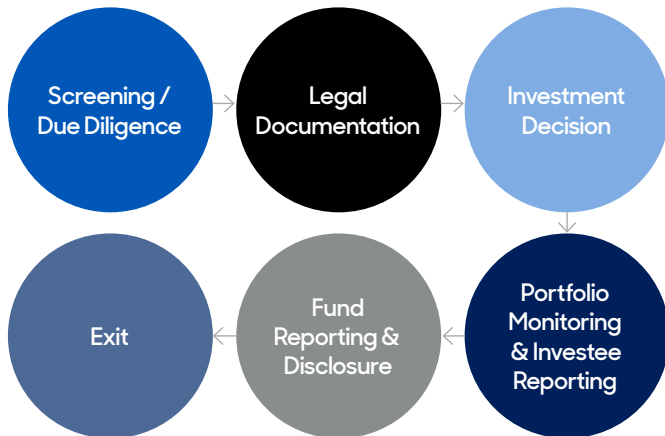 Screening /
Due Diligence
Legal
Documentation
Investment
Decision
Portfolio
Monitoring
& Investee
Reporting
Fund
Reporting &
Disclosure
Exit